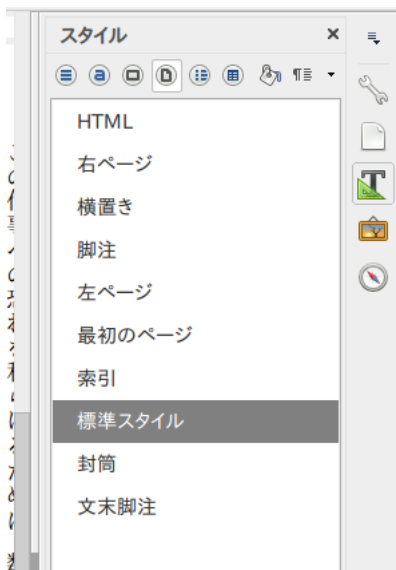 スタイル
HTML
右ページ
横置き
脚注
左ページ
最初のページ
索引
標準スタイル
封筒
文末脚注